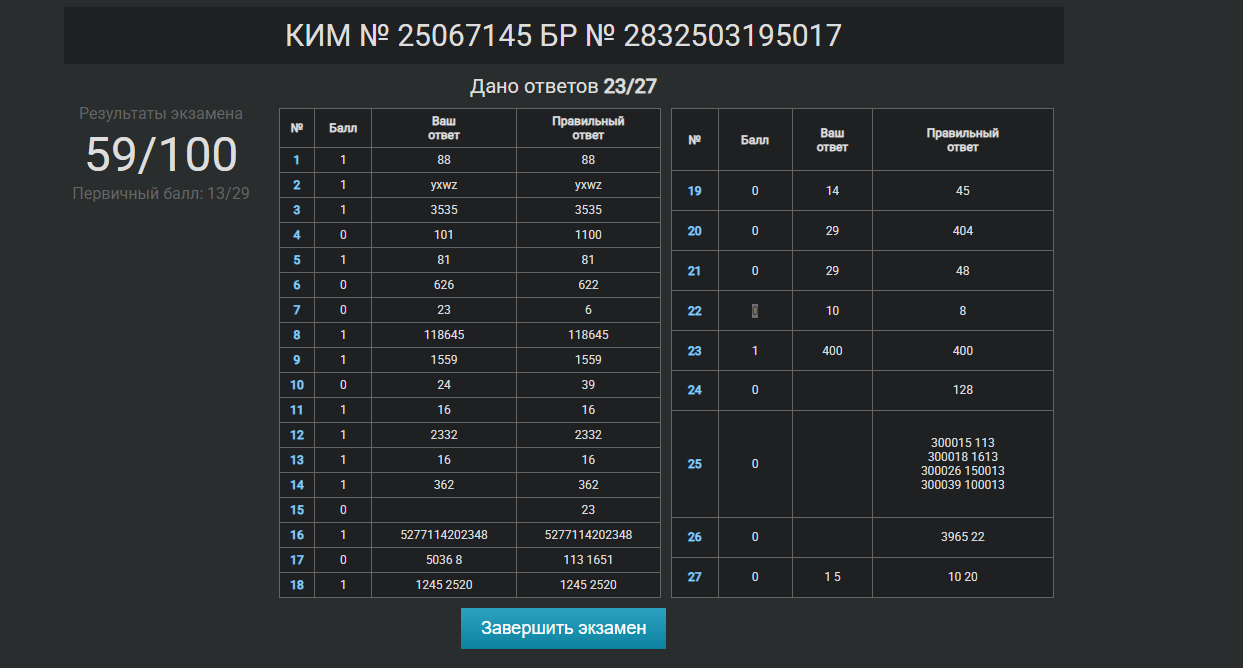 КИМ № 25067145 БР № 2832503195017
Дано ответов 23/27
Результаты экзамена
59/100
Первичный балл: 13/29
№ Балл Ваш ответ Правильный ответ
1 1 88 88
2 1 yxwz yxwz
3 1 3535 3535
4 0 101 1100
5 1 81 81
6 0 626 622
7 0 23 6
8 1 118645 118645
9 1 1559 1559
10 0 24 39
11 1 16 16
12 1 2332 2332
13 1 16 16
14 1 362 362
15 0 23
16 1 5277114202348 5277114202348
17 0 5036 8 113 1651
18 1 1245 2520 1245 2520
№ Балл Ваш ответ Правильный ответ
19 0 14 45
20 0 29 404
21 0 29 48
22 0 10 8
23 1 400 400
24 0 128
25 0 300015 113
300018 1613
300026 150013
300039 100013
26 0 3965 22
27 0 1 5 10 20
Завершить экзамен